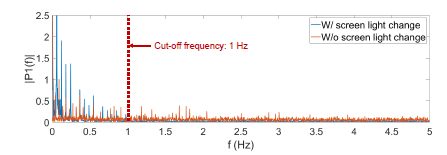 2.5
2
1.5
1
0.5
0
|P1(f)|
W/ screen light change
W/o screen light change
Cut-off frequency: 1 Hz
0 0.5 1 1.5 2 2.5 3 3.5 4 4.5 5
f (Hz)